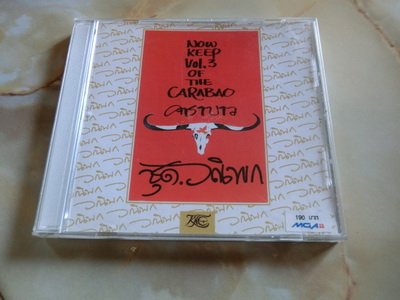 NOW
KEEP
VOL.3
OF
THE
CARABAO
คาราบาว
ชุด.วณิพก
190 บาท
MGA